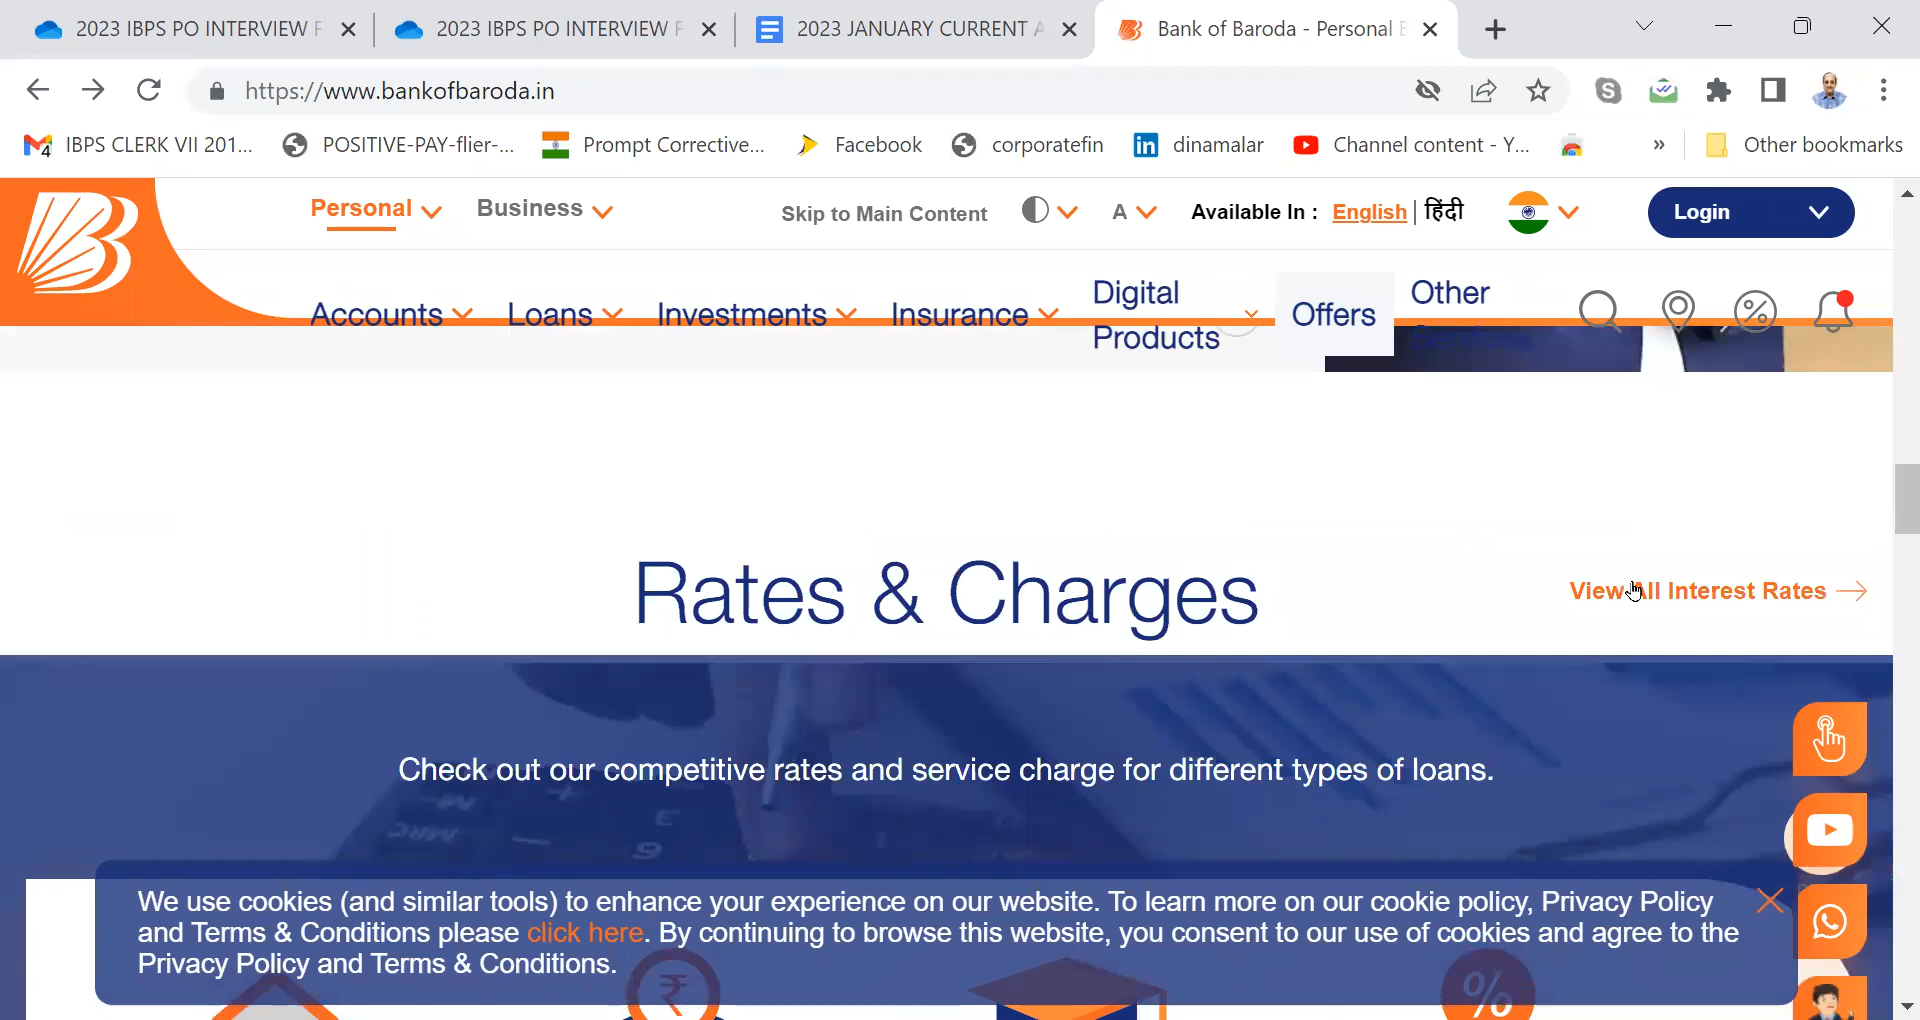 2023 IBPS PO INTERVIEW F
2023 IBPS PO INTERVIEW F
2023 JANUARY CURRENT A
Bank of Baroda - Personal B
https://www.bankofbaroda.in
IBPS CLERK VII 201...
POSITIVE-PAY-flier-...
Prompt Corrective...
Facebook
corporatefin
dinamalar
Channel content - Y...
»
Other bookmarks
Personal
Business
Skip to Main Content
A
Available In : English | हिंदी
Login
Accounts
Loans
Investments
Insurance
Digital
Products
Offers
Other
Rates & Charges
View All Interest Rates
Check out our competitive rates and service charge for different types of loans.
We use cookies (and similar tools) to enhance your experience on our website. To learn more on our cookie policy, Privacy Policy
and Terms & Conditions please click here. By continuing to browse this website, you consent to our use of cookies and agree to the
Privacy Policy and Terms & Conditions.